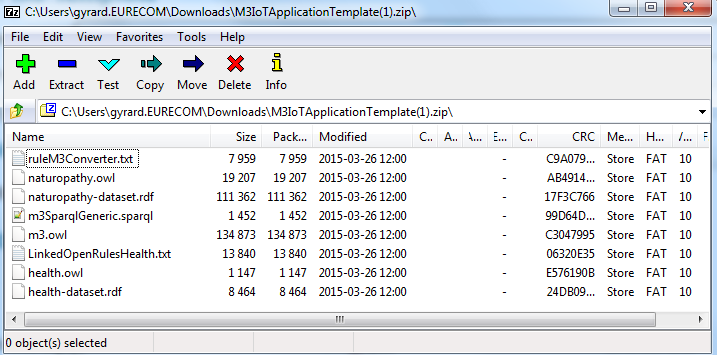 C:\Users\gyrard.EURECOM\Downloads\M3IoTApplicationTemplate(1).zip\
File Edit View Favorites Tools Help
Add Extract Test Copy Move Delete Info
C:\Users\gyrard.EURECOM\Downloads\M3IoTApplicationTemplate(1).zip\
Name Size Pack... Modified C.. A.. A... E... C.. CRC Me... H... /... F
ruleM3Converter.txt 7 959 7 959 2015-03-26 12:00 - C9A079... Store FAT 10
naturopathy.owl 19 207 19 207 2015-03-26 12:00 - AB4914... Store FAT 10
naturopathy-dataset.rdf 111 362 111 362 2015-03-26 12:00 - 17F3C766 Store FAT 10
m3SparqlGeneric.sparql 1 452 1 452 2015-03-26 12:00 - 99D64D... Store FAT 10
m3.owl 134 873 134 873 2015-03-26 12:00 - C3047995 Store FAT 10
LinkedOpenRulesHealth.txt 13 840 13 840 2015-03-26 12:00 - 06320E35 Store FAT 10
health.owl 1 147 1 147 2015-03-26 12:00 - E576190B Store FAT 10
health-dataset.rdf 8 464 8 464 2015-03-26 12:00 - 24DB09... Store FAT 10
0 object(s) selected